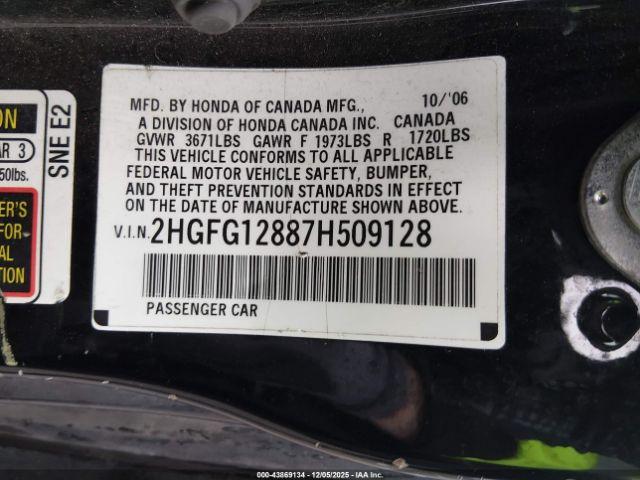 ON
AR 3
50lbs.
ER'S
FOR
AL
TION
SNE E2
MFD. BY HONDA OF CANADA MFG., 10/'06
A DIVISION OF HONDA CANADA INC. CANADA
GVWR 3671LBS GAWR F 1973LBS R 1720LBS
THIS VEHICLE CONFORMS TO ALL APPLICABLE
FEDERAL MOTOR VEHICLE SAFETY, BUMPER,
AND THEFT PREVENTION STANDARDS IN EFFECT
ON THE DATE OF MANUFACTURE SHOWN ABOVE.
V.I.N.2HGFG12887H509128
PASSENGER CAR
00-43869134 - 12/05/2025 - IAA